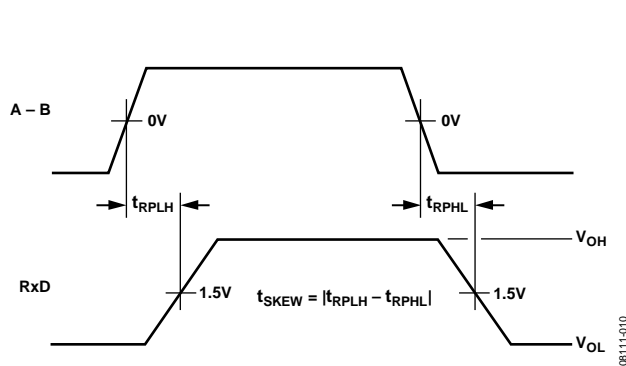 A – B
0V
0V
tRPLH
tRPHL
VOH
RxD
1.5V
tSKEW = |tRPLH – tRPHL|
1.5V
VOL
08111-010